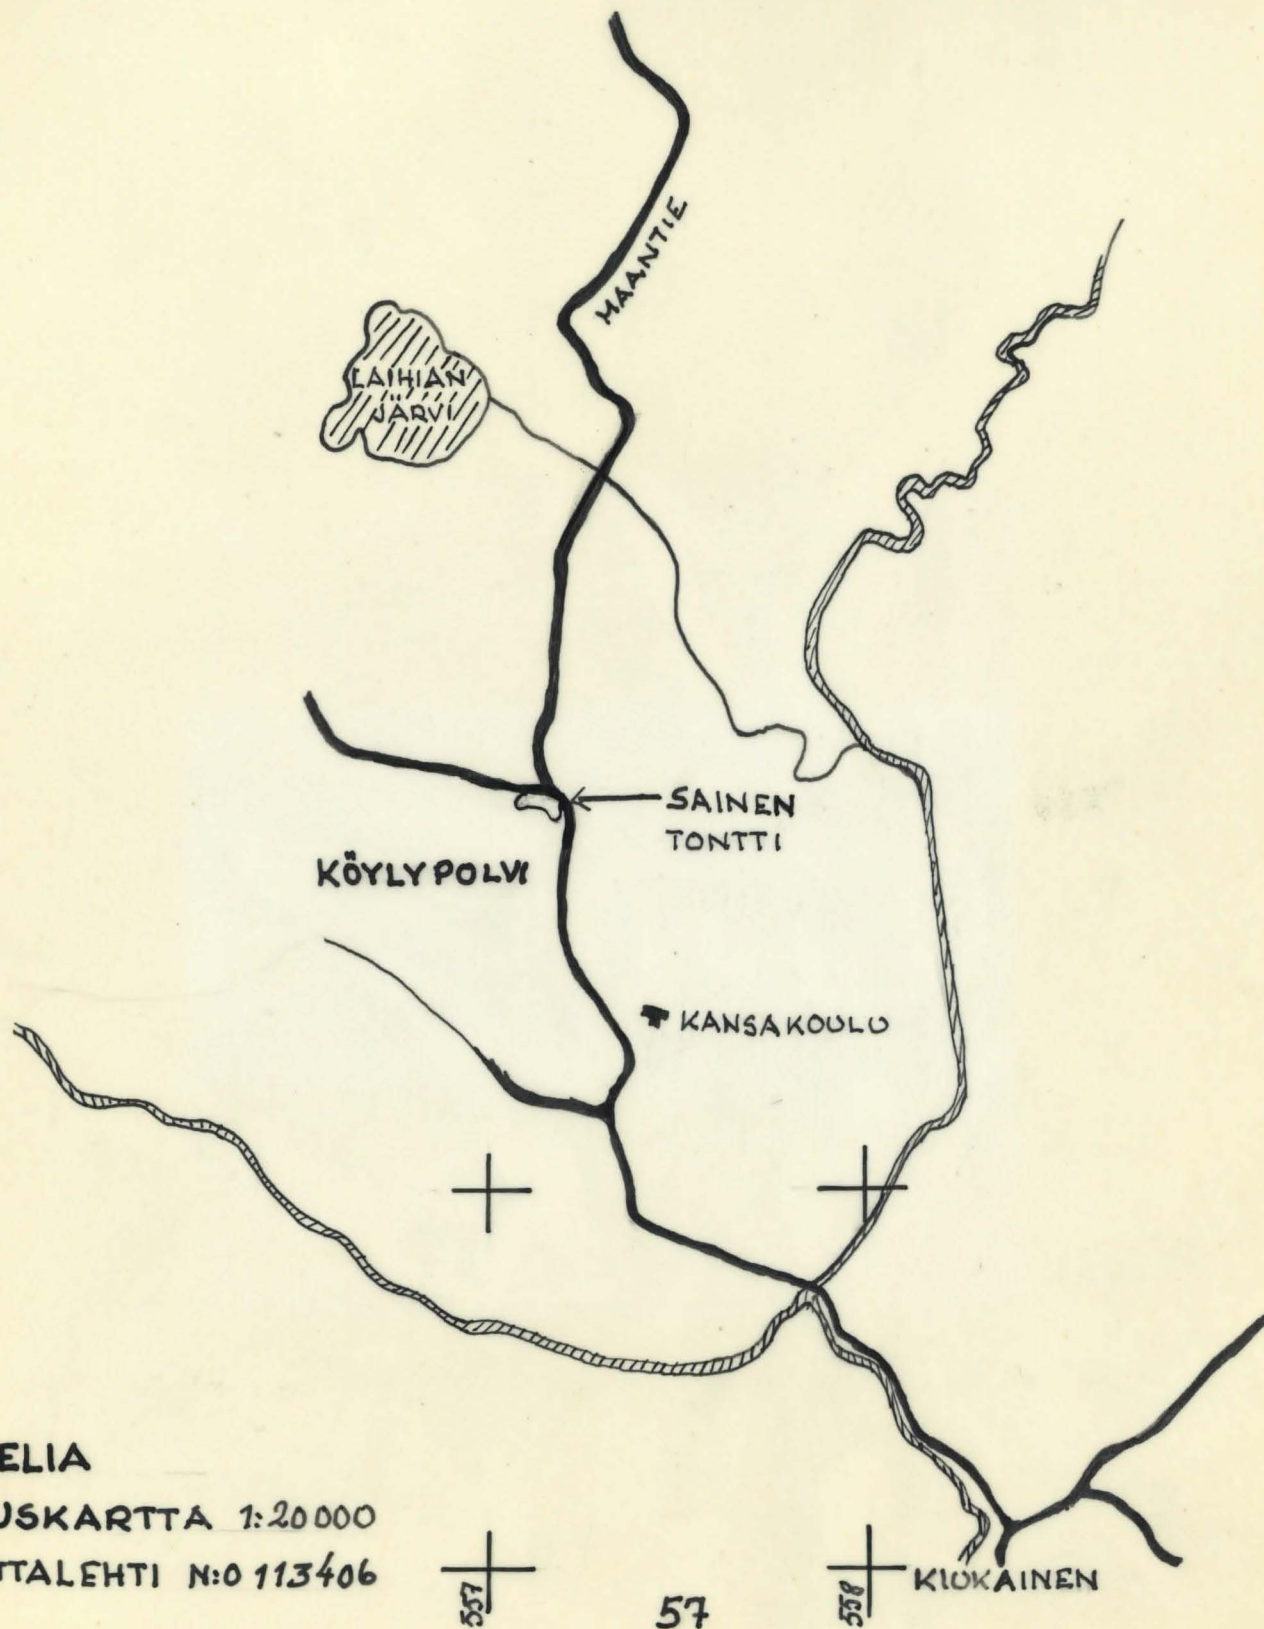 MAANTIE
LAIHIAN
JÄRVI
SAINEN
TONTTI
KÖYLYPOLVI
KANSAKOULU
ELIA
USKARTTA 1:20000
TTALEHTI N:O 113406
KIUKAINEN
557
57
558